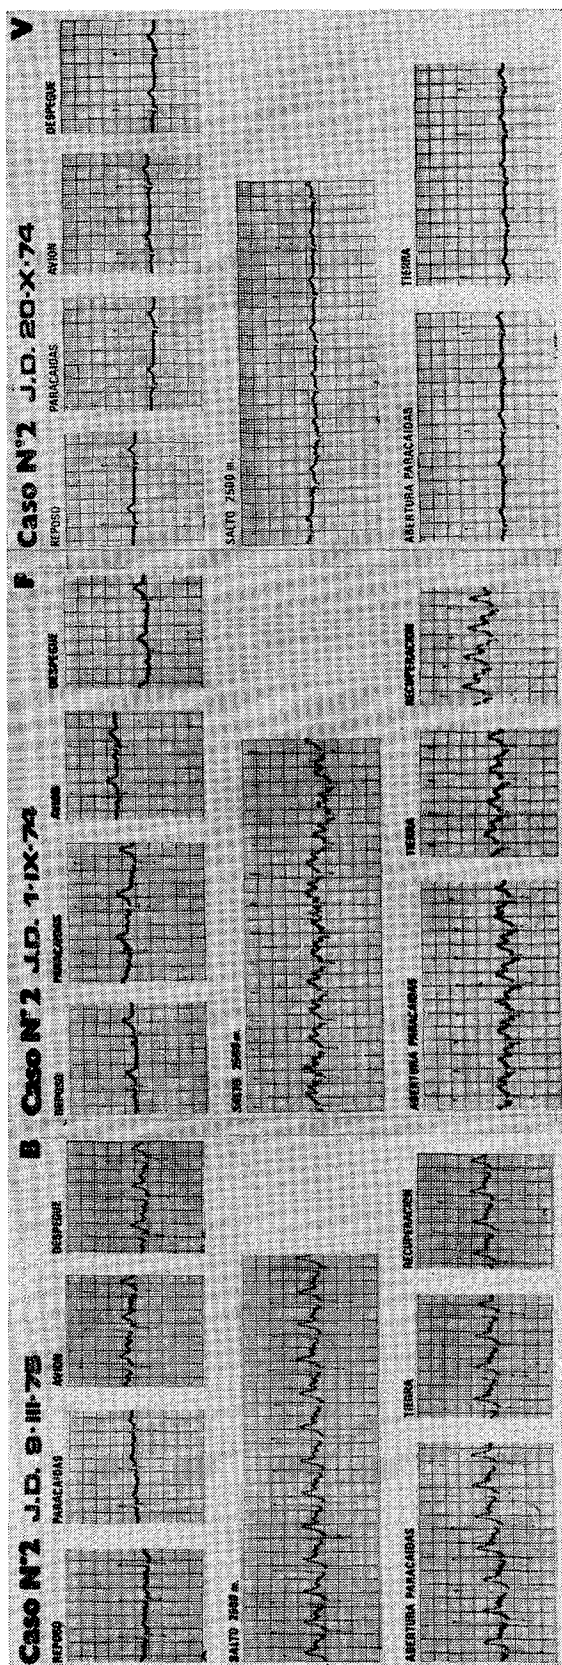 Caso N°2 J.D. 9-III-75 B
REPOSO PARACAIDAS AVION DESPEGUE
SALTO 2500 m.
ABERTURA PARACAIDAS TIERRA RECUPERACION
Caso N°2 J.D. 1-IX-74 P
REPOSO PARACAIDAS AVION DESPEGUE
SALTO 2500 m.
ABERTURA PARACAIDAS TIERRA RECUPERACION
Caso N°2 J.D. 20-X-74 V
REPOSO PARACAIDAS AVION DESPEGUE
SALTO 2500 m.
ABERTURA PARACAIDAS TIERRA